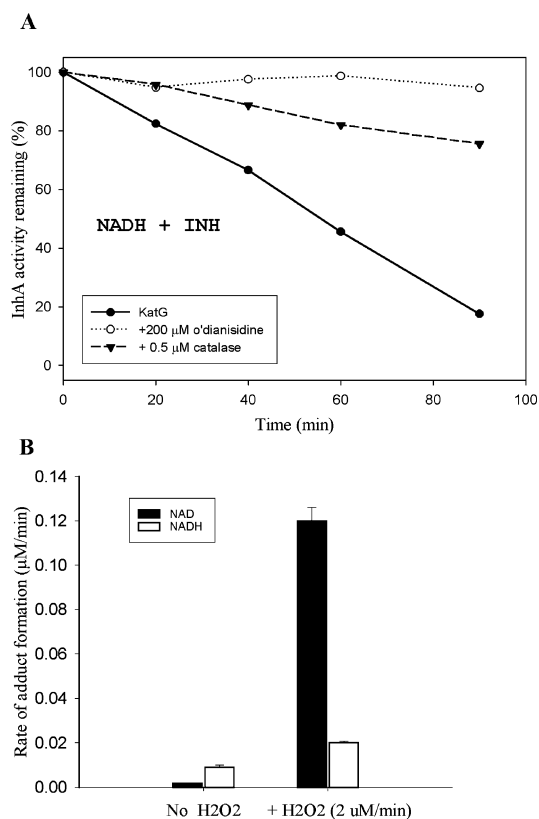 A
100
80
60
40
20
0
InhA activity remaining (%)
NADH + INH
KatG
+200 µM o'dianisidine
+ 0.5 µM catalase
0 20 40 60 80 100
Time (min)
B
0.14
0.12
0.10
0.08
0.06
0.04
0.02
0.00
Rate of adduct formation (µM/min)
NAD
NADH
No H2O2 + H2O2 (2 uM/min)